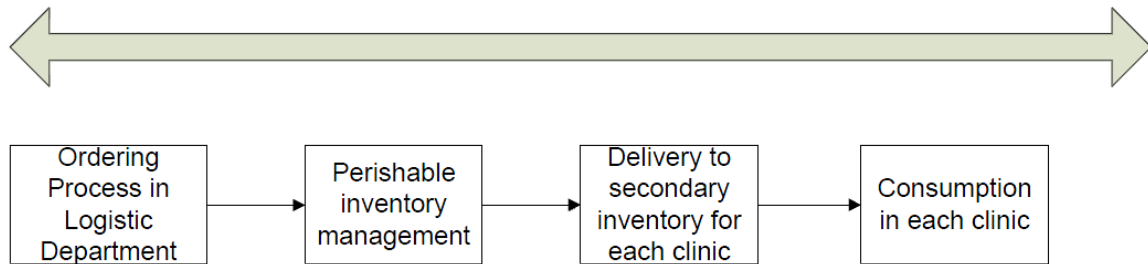 Ordering
Process in
Logistic
Department
Perishable
inventory
management
Delivery to
secondary
inventory for
each clinic
Consumption
in each clinic